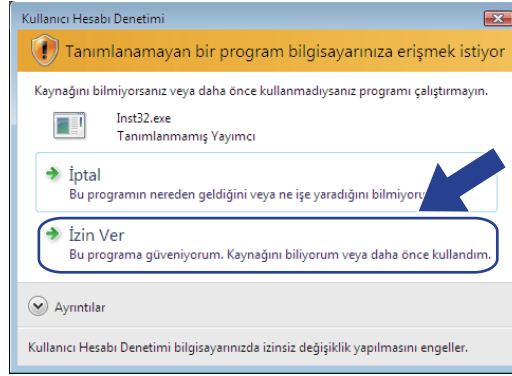 Kullanıcı Hesabı Denetimi
Tanımlanamayan bir program bilgisayarınıza erişmek istiyor
Kaynağını bilmiyorsanız veya daha önce kullanmadıysanız programı çalıştırmayın.
Inst32.exe
Tanımlanmamış Yayımcı
İptal
Bu programın nereden geldiğini veya ne işe yaradığını
İzin Ver
Bu programa güveniyorum. Kaynağını biliyorum veya daha önce kullandım.
Ayrıntılar
Kullanıcı Hesabı Denetimi bilgisayarınızda izinsiz değişiklik yapılmasını engeller.